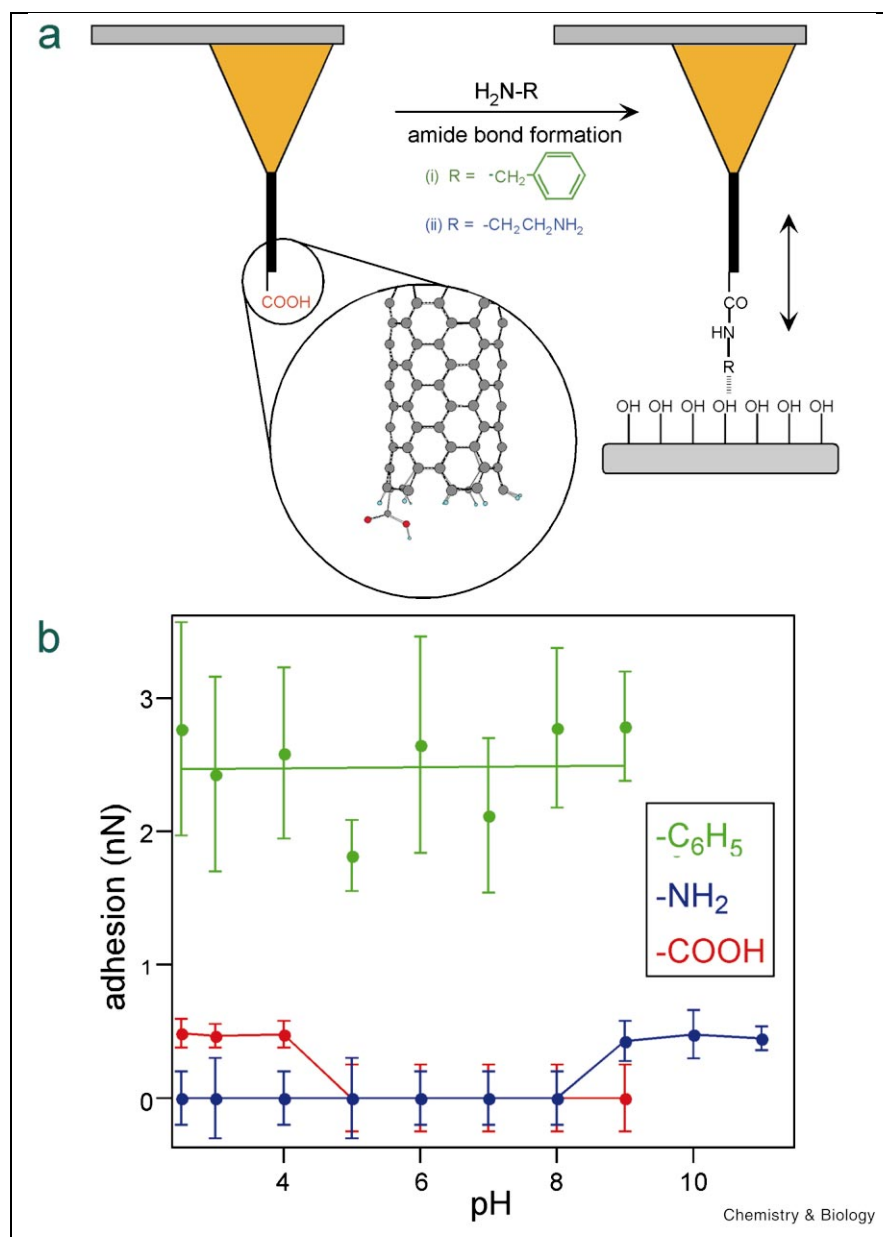 a
H₂N-R
amide bond formation
(i) R = -CH₂-
(ii) R = -CH₂CH₂NH₂
COOH
CO
HN
R
OH OH OH OH OH OH OH
b
3
2
1
0
adhesion (nN)
-C₆H₅
-NH₂
-COOH
4 6 8 10
pH
Chemistry & Biology